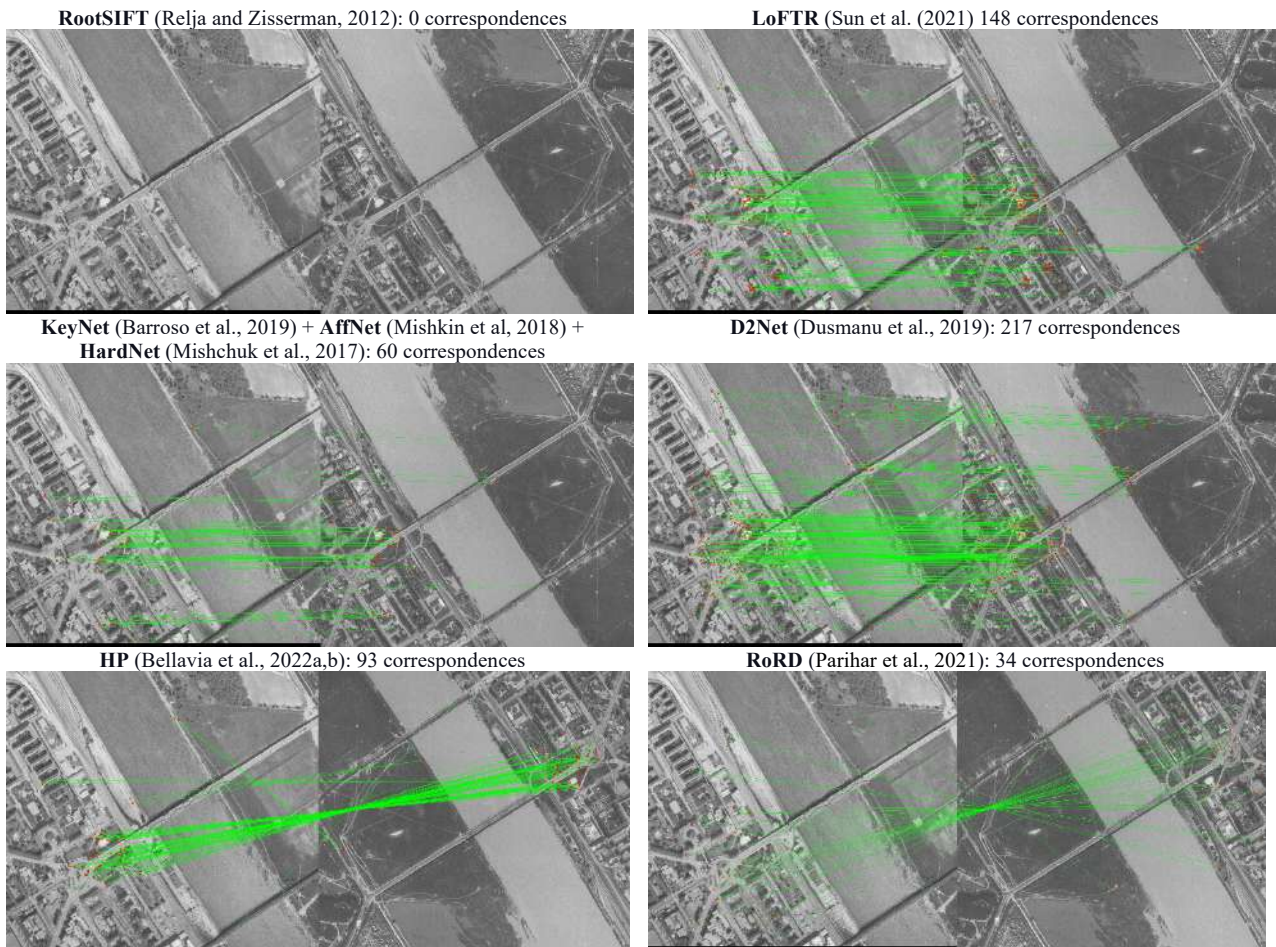 RootSIFT (Relja and Zisserman, 2012): 0 correspondences
LoFTR (Sun et al. (2021) 148 correspondences
KeyNet (Barroso et al., 2019) + AffNet (Mishkin et al, 2018) +
HardNet (Mishchuk et al., 2017): 60 correspondences
D2Net (Dusmanu et al., 2019): 217 correspondences
HP (Bellavia et al., 2022a,b): 93 correspondences
RoRD (Parihar et al., 2021): 34 correspondences